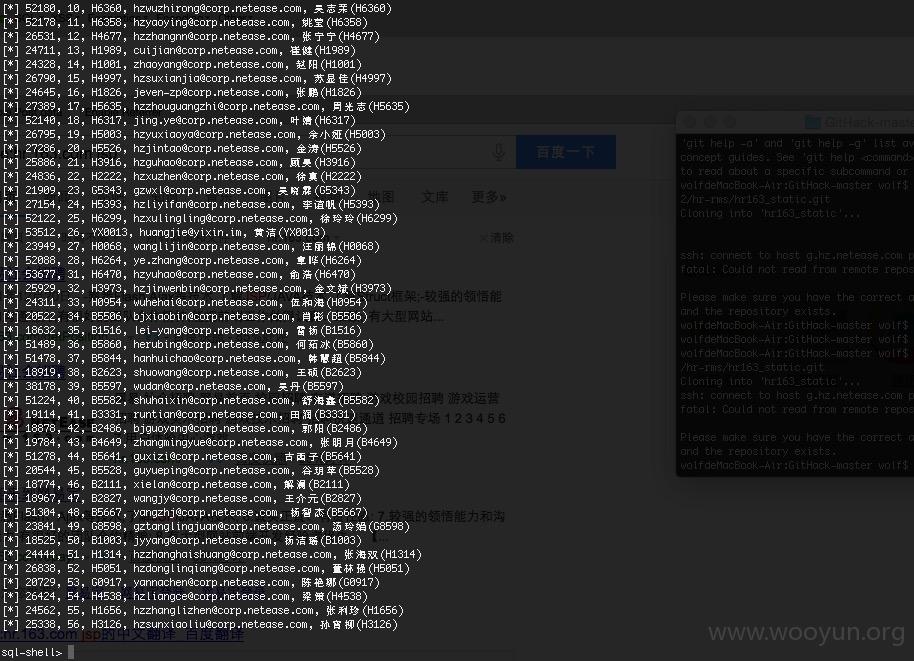 [*] 52180, 10, H6360, hzwuzhirong@corp.netease.com, 吴志荣(H6360)
[*] 52178, 11, H6358, hzyaoying@corp.netease.com, 姚莹(H6358)
[*] 26531, 12, H4677, hzzhangnn@corp.netease.com, 张宁宁(H4677)
[*] 24711, 13, H1989, cuijian@corp.netease.com, 崔健(H1989)
[*] 24328, 14, H1001, zhaoyang@corp.netease.com, 赵阳(H1001)
[*] 26790, 15, H4997, hzsuxianjia@corp.netease.com, 苏显佳(H4997)
[*] 24645, 16, H1826, jeven-zp@corp.netease.com, 张鹏(H1826)
[*] 27389, 17, H5635, hzzhouguangzhi@corp.netease.com, 周光志(H5635)
[*] 52140, 18, H6317, jing.ye@corp.netease.com, 叶婧(H6317)
[*] 26795, 19, H5003, hzyuxiaoya@corp.netease.com, 余小娅(H5003)
[*] 27286, 20, H5526, hzjintao@corp.netease.com, 金涛(H5526)
[*] 25886, 21, H3916, hzguhao@corp.netease.com, 顾昊(H3916)
[*] 24836, 22, H2222, hzxuzhen@corp.netease.com, 徐真(H2222)
[*] 21909, 23, G5343, gzwxl@corp.netease.com, 吴晓霖(G5343)
[*] 27154, 24, H5393, hzliyifan@corp.netease.com, 李谊帆(H5393)
[*] 52122, 25, H6299, hzxulingling@corp.netease.com, 徐玲玲(H6299)
[*] 53512, 26, YX0013, huangjie@yixin.im, 黄洁(YX0013)
[*] 23949, 27, H0068, wanglijin@corp.netease.com, 汪丽锦(H0068)
[*] 52088, 28, H6264, ye.zhang@corp.netease.com, 章晔(H6264)
[*] 53677, 31, H6470, hzyuhao@corp.netease.com, 俞浩(H6470)
[*] 25929, 32, H3973, hzjinwenbin@corp.netease.com, 金文斌(H3973)
[*] 24311, 33, H0954, wuhehai@corp.netease.com, 伍和海(H0954)
[*] 20522, 34, B5506, bjxiaobin@corp.netease.com, 肖彬(B5506)
[*] 18632, 35, B1516, lei-yang@corp.netease.com, 雷杨(B1516)
[*] 51489, 36, B5860, herubing@corp.netease.com, 何茹冰(B5860)
[*] 51478, 37, B5844, hanhuichao@corp.netease.com, 韩慧超(B5844)
[*] 18919, 38, B2623, shuowang@corp.netease.com, 王硕(B2623)
[*] 38178, 39, B5597, wudan@corp.netease.com, 吴丹(B5597)
[*] 51224, 40, B5582, shuhaixin@corp.netease.com, 舒海鑫(B5582)
[*] 19114, 41, B3331, runtian@corp.netease.com, 田润(B3331)
[*] 18878, 42, B2486, bjguoyang@corp.netease.com, 郭阳(B2486)
[*] 19784, 43, B4649, zhangmingyue@corp.netease.com, 张明月(B4649)
[*] 51278, 44, B5641, guxizi@corp.netease.com, 古西子(B5641)
[*] 20544, 45, B5528, guyueping@corp.netease.com, 谷玥苹(B5528)
[*] 18774, 46, B2111, xielan@corp.netease.com, 解澜(B2111)
[*] 18967, 47, B2827, wangjy@corp.netease.com, 王介元(B2827)
[*] 51304, 48, B5667, yangzhj@corp.netease.com, 杨智杰(B5667)
[*] 23841, 49, G8598, gztanglingjuan@corp.netease.com, 汤玲娟(G8598)
[*] 18525, 50, B1003, jyyang@corp.netease.com, 杨洁瑶(B1003)
[*] 24444, 51, H1314, hzzhanghaishuang@corp.netease.com, 张海双(H1314)
[*] 26838, 52, H5051, hzdonglinqiang@corp.netease.com, 董林强(H5051)
[*] 20729, 53, G0917, yannachen@corp.netease.com, 陈艳娜(G0917)
[*] 26424, 54, H4538, hzliangce@corp.netease.com, 梁策(H4538)
[*] 24562, 55, H1656, hzzhanglizhen@corp.netease.com, 张利珍(H1656)
[*] 25338, 56, H3126, hzsunxiaoliu@corp.netease.com, 孙宵柳(H3126)
sql-shell>
百度一下
地图 文库 更多»
清除
struct框架;-较强的领悟能
有大型网站...
戏校园招聘 游戏运营
通道 招聘专场 1 2 3 4 5 6
7.较强的领悟能力和沟
hr.163.com jsp的中文翻译_百度翻译
GitHack-maste
'git help -a' and 'git help -g' list av
concept guides. See 'git help <command>
to read about a specific subcommand or
wolfdeMacBook-Air:GitHack-master wolf$
2/hr-rms/hr163_static.git
Cloning into 'hr163_static'...
ssh: connect to host g.hz.netease.com p
fatal: Could not read from remote repos
Please make sure you have the correct a
and the repository exists.
wolfdeMacBook-Air:GitHack-master wolf$
wolfdeMacBook-Air:GitHack-master wolf$
wolfdeMacBook-Air:GitHack-master wolf$
/hr-rms/hr163_static.git
Cloning into 'hr163_static'...
ssh: connect to host g.hz.netease.com p
fatal: Could not read from remote repos
Please make sure you have the correct a
and the repository exists.
wolfdeMacBook-Air:GitHack-master wolf$
www.wooyun.org